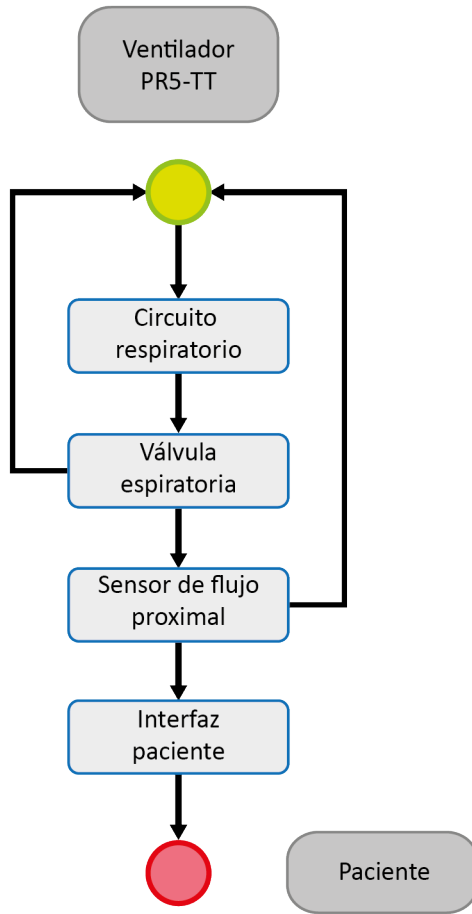 Ventilador
PR5-TT
Circuito
respiratorio
Válvula
espiratoria
Sensor de flujo
proximal
Interfaz
paciente
Paciente